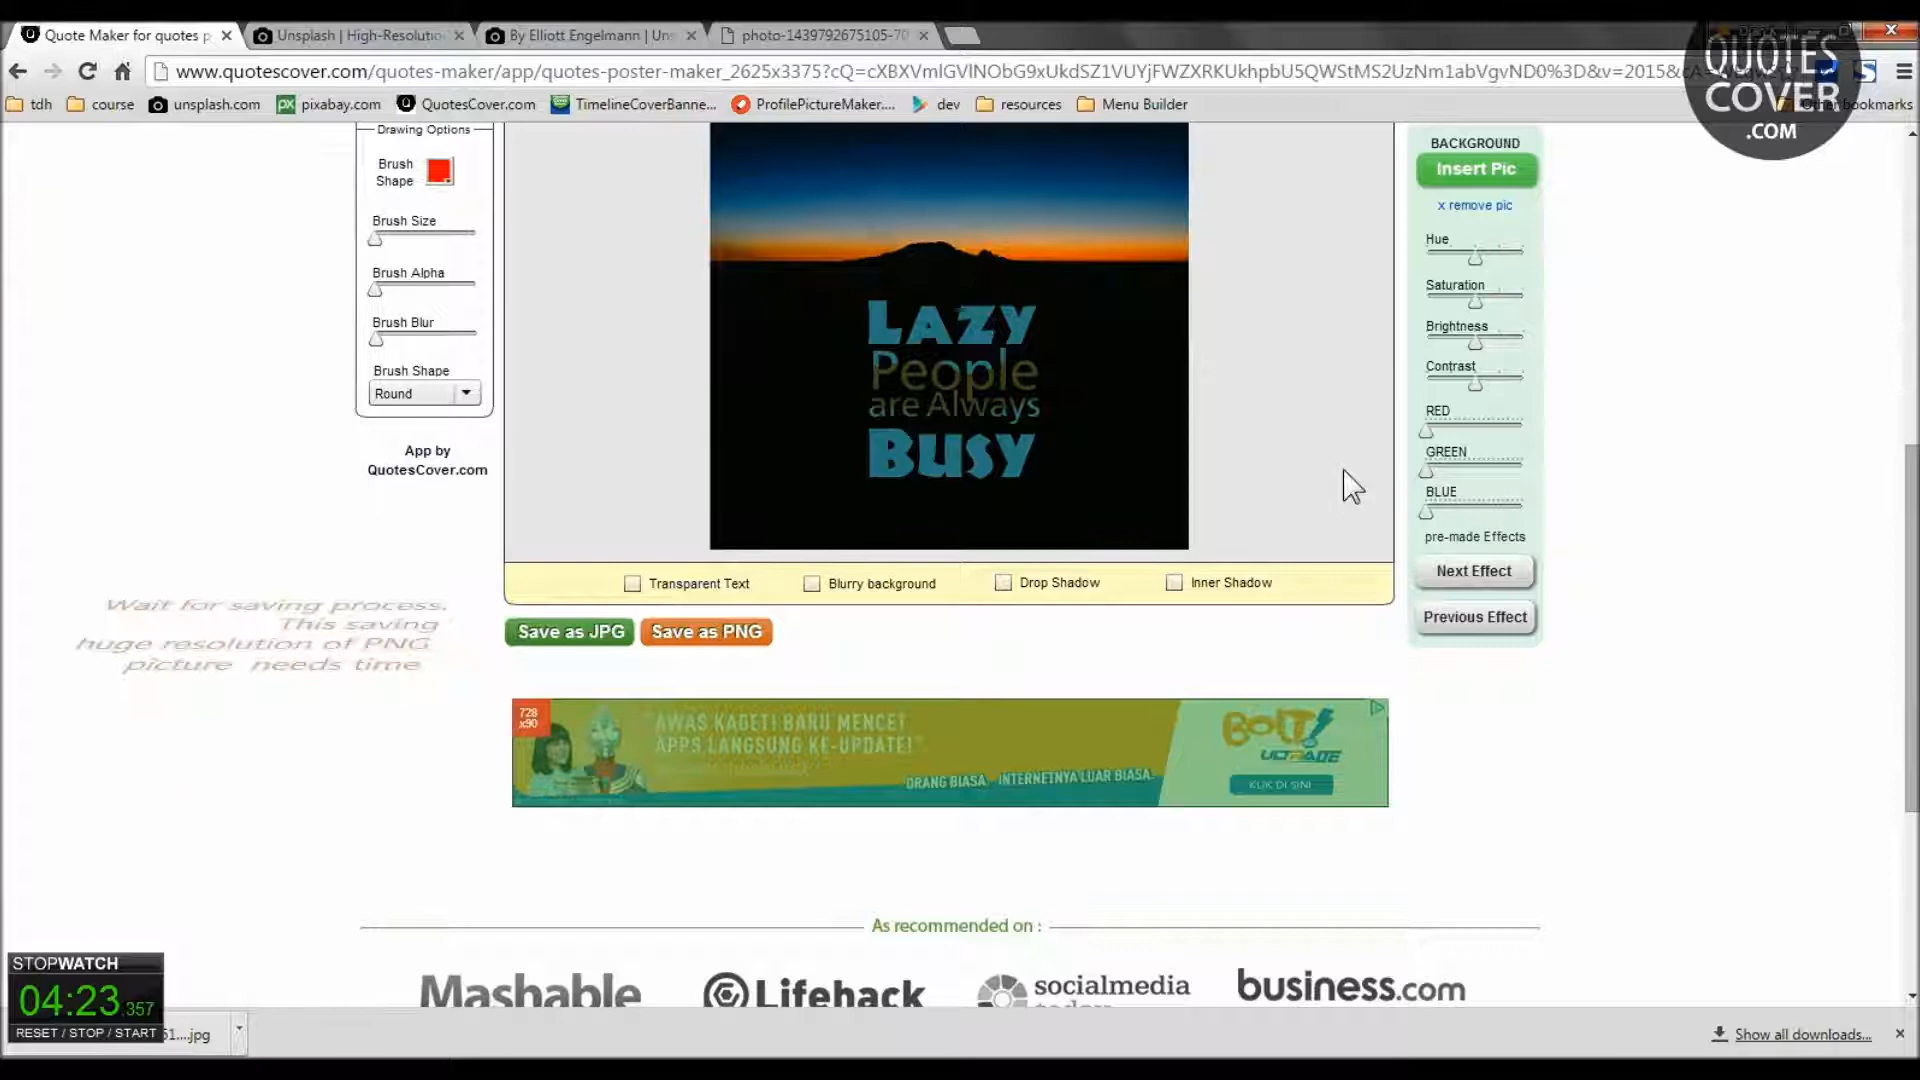 Quote Maker for quotes p
Unsplash | High-Resolutio
By Elliott Engelmann | Uns
photo-1439792675105-70
www.quotescover.com/quotes-maker/app/quotes-poster-maker_2625x3375?cQ=
tdh
course
unsplash.com
pixabay.com
QuotesCover.com
TimelineCoverBanne...
ProfilePictureMaker....
dev
resources
Menu Builder
Other bookmarks
QUOTES
COVER
.COM
Drawing Options
Brush
Shape
Brush Size
Brush Alpha
Brush Blur
Brush Shape
Round
App by
QuotesCover.com
LAZY
People
are Always
BUSY
BACKGROUND
Insert Pic
x remove pic
Hue
Saturation
Brightness
Contrast
RED
GREEN
BLUE
pre-made Effects
Next Effect
Previous Effect
Transparent Text
Blurry background
Drop Shadow
Inner Shadow
Save as JPG
Save as PNG
Wait for saving process.
This saving
huge resolution of PNG
picture needs time
728
x90
"AWAS KAGET! BARU MENCET
APPS LANGSUNG KE-UPDATE!"
ORANG BIASA. INTERNETNYA LUAR BIASA.
BOLT!
KLIK DI SINI
As recommended on :
Mashable
Lifehack
socialmedia
today
business.com
STOPWATCH
04:23.357
RESET / STOP / START
51....jpg
Show all downloads...